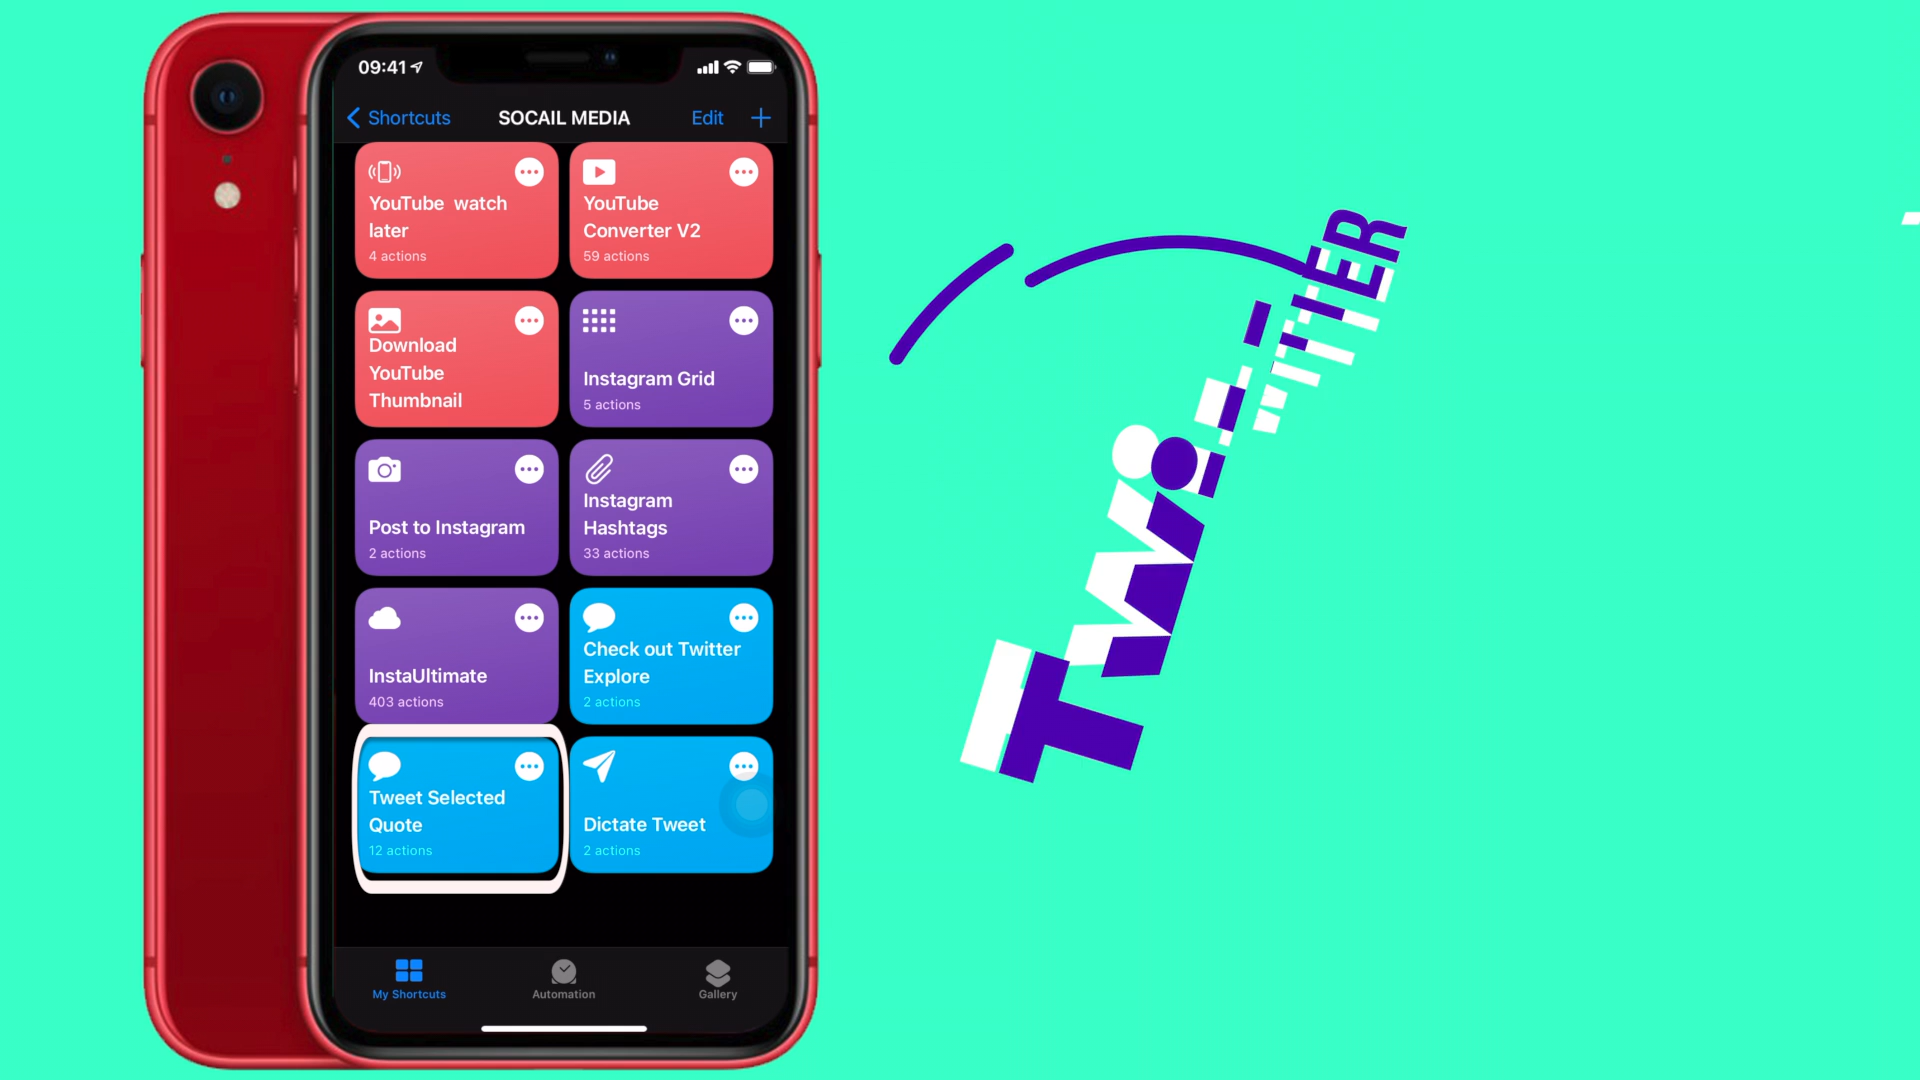 09:41
Shortcuts SOCAIL MEDIA Edit
YouTube watch
later
4 actions
YouTube
Converter V2
59 actions
Download
YouTube
Thumbnail
Instagram Grid
5 actions
Post to Instagram
2 actions
Instagram
Hashtags
33 actions
InstaUltimate
403 actions
Check out Twitter
Explore
2 actions
Tweet Selected
Quote
12 actions
Dictate Tweet
2 actions
My Shortcuts
Automation
Gallery
TWITTER